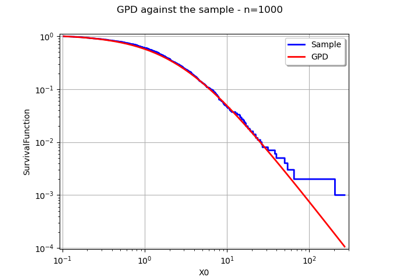 GPD against the sample - n=1000
10⁰
10⁻¹
10⁻²
10⁻³
10⁻⁴
SurvivalFunction
Sample
GPD
10⁻¹
10⁰
10¹
10²
X0